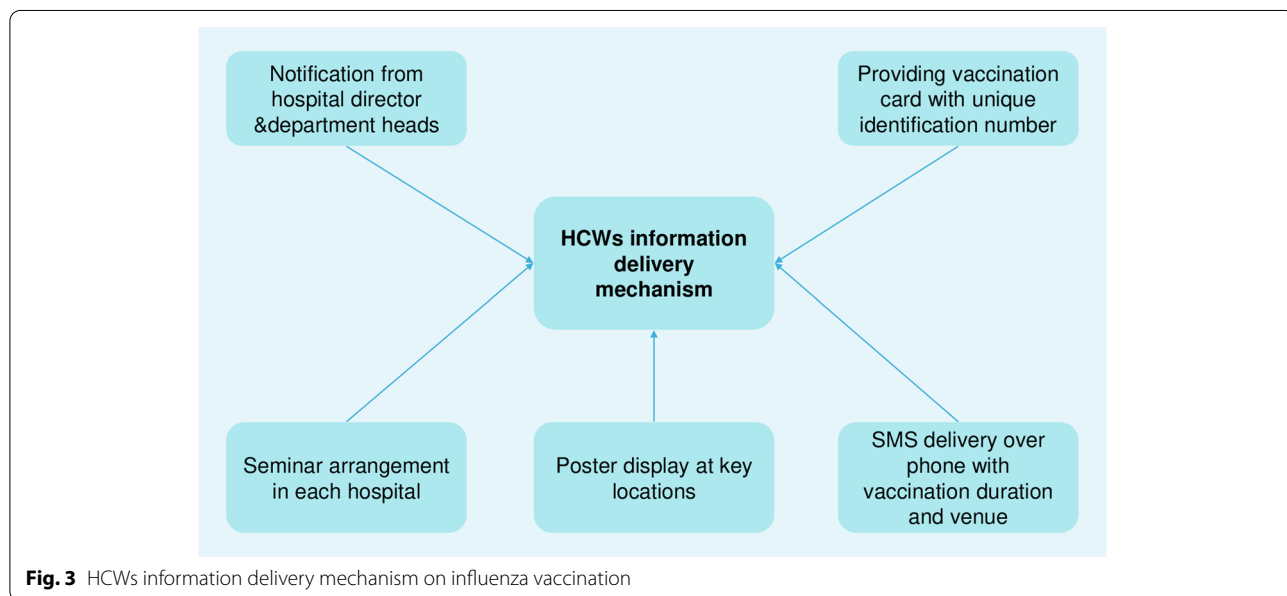 Notification from
hospital director
&department heads
Providing vaccination
card with unique
identification number
HCWs information
delivery
mechanism
Seminar arrangement
in each hospital
Poster display at key
locations
SMS delivery over
phone with
vaccination duration
and venue
Fig. 3 HCWs information delivery mechanism on influenza vaccination